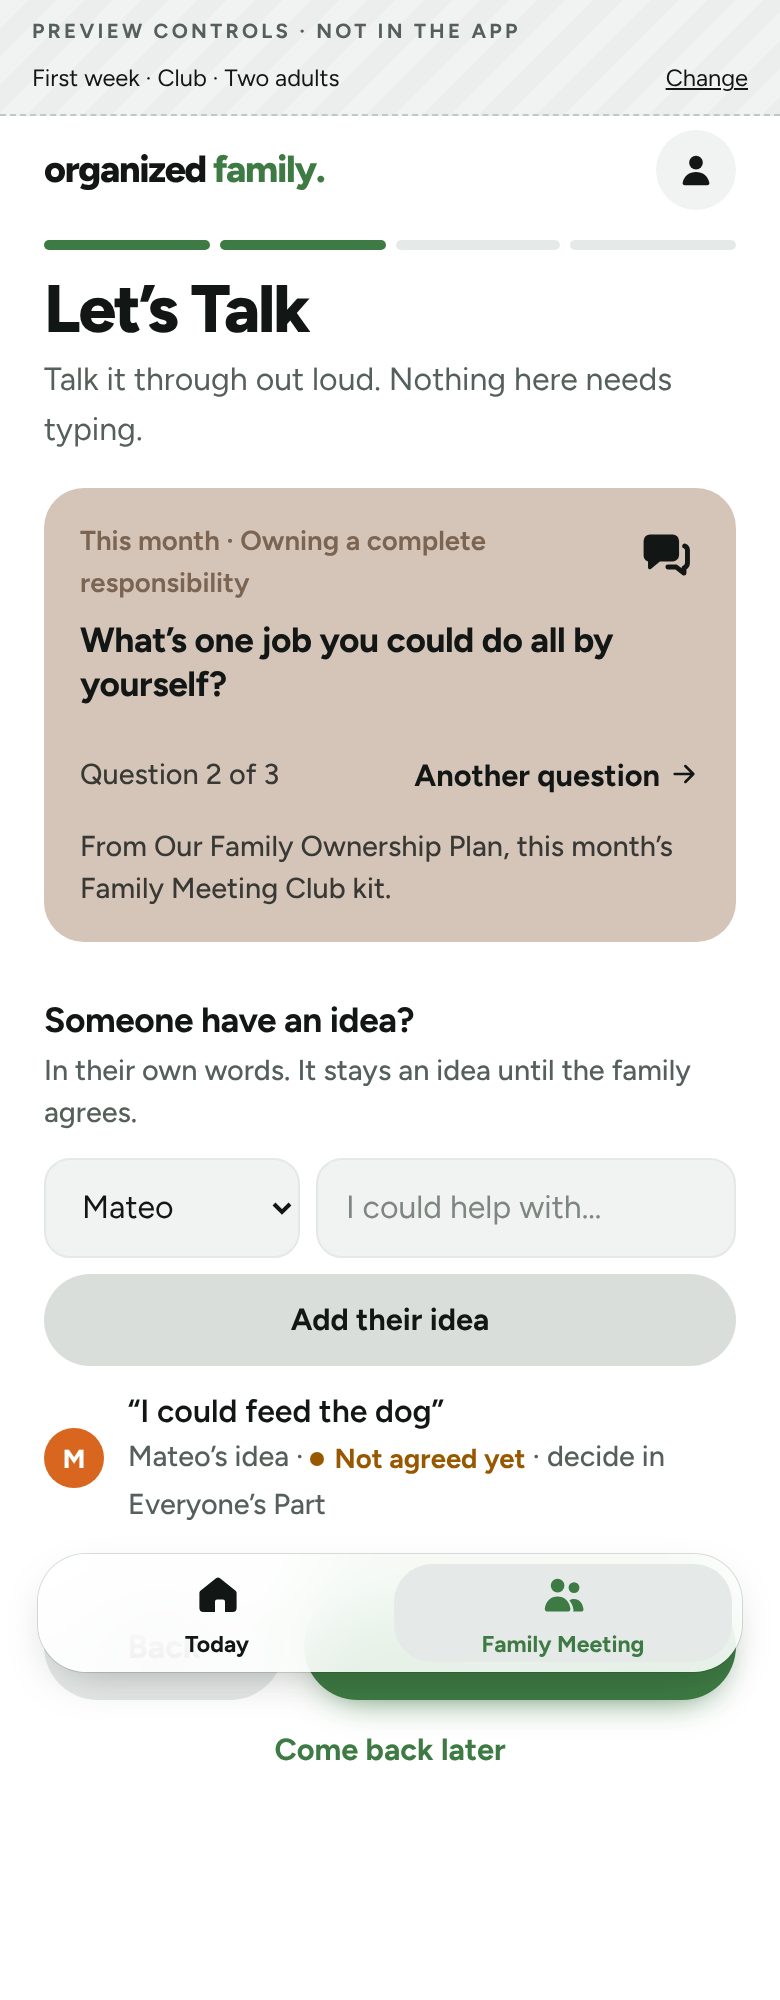 PREVIEW CONTROLS · NOT IN THE APP
First week · Club · Two adults
Change
organized family.
Let’s Talk
Talk it through out loud. Nothing here needs
typing.
This month · Owning a complete
responsibility
What’s one job you could do all by
yourself?
Question 2 of 3
Another question →
From Our Family Ownership Plan, this month’s
Family Meeting Club kit.
Someone have an idea?
In their own words. It stays an idea until the family
agrees.
Mateo
I could help with...
Add their idea
“I could feed the dog”
M
Mateo’s idea · ● Not agreed yet · decide in
Everyone’s Part
Back
Today
Family Meeting
Come back later